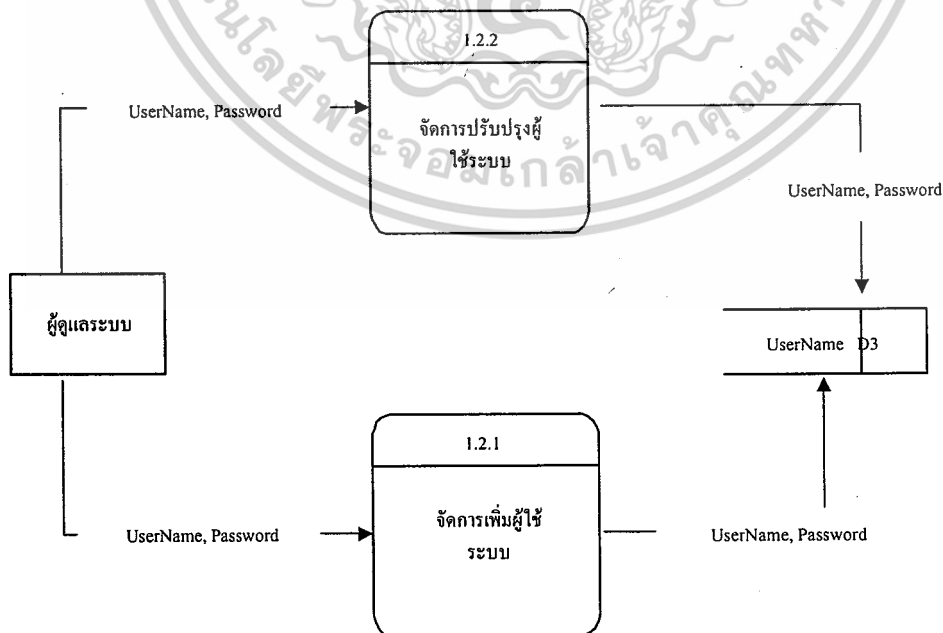 1.2.2
UserName, Password
จัดการปรับปรุงผู้
ใช้ระบบ
UserName, Password
ผู้ดูแลระบบ
UserName D3
1.2.1
จัดการเพิ่มผู้ใช้
ระบบ
UserName, Password
UserName, Password